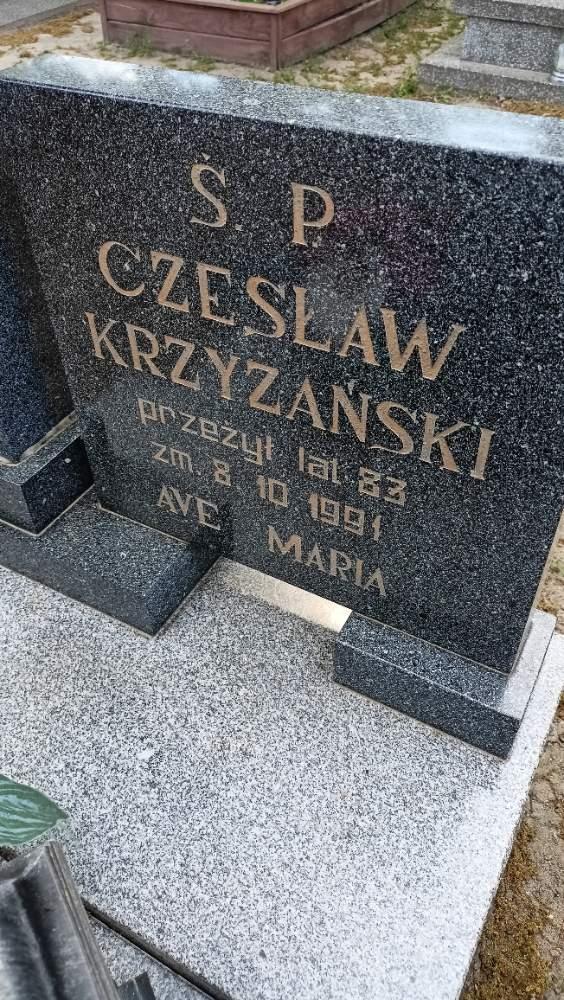 Ś. P.
CZESŁAW
KRZYŻAŃSKI
przeżył lat 83
zm. 8 10 1991
AVE MARIA